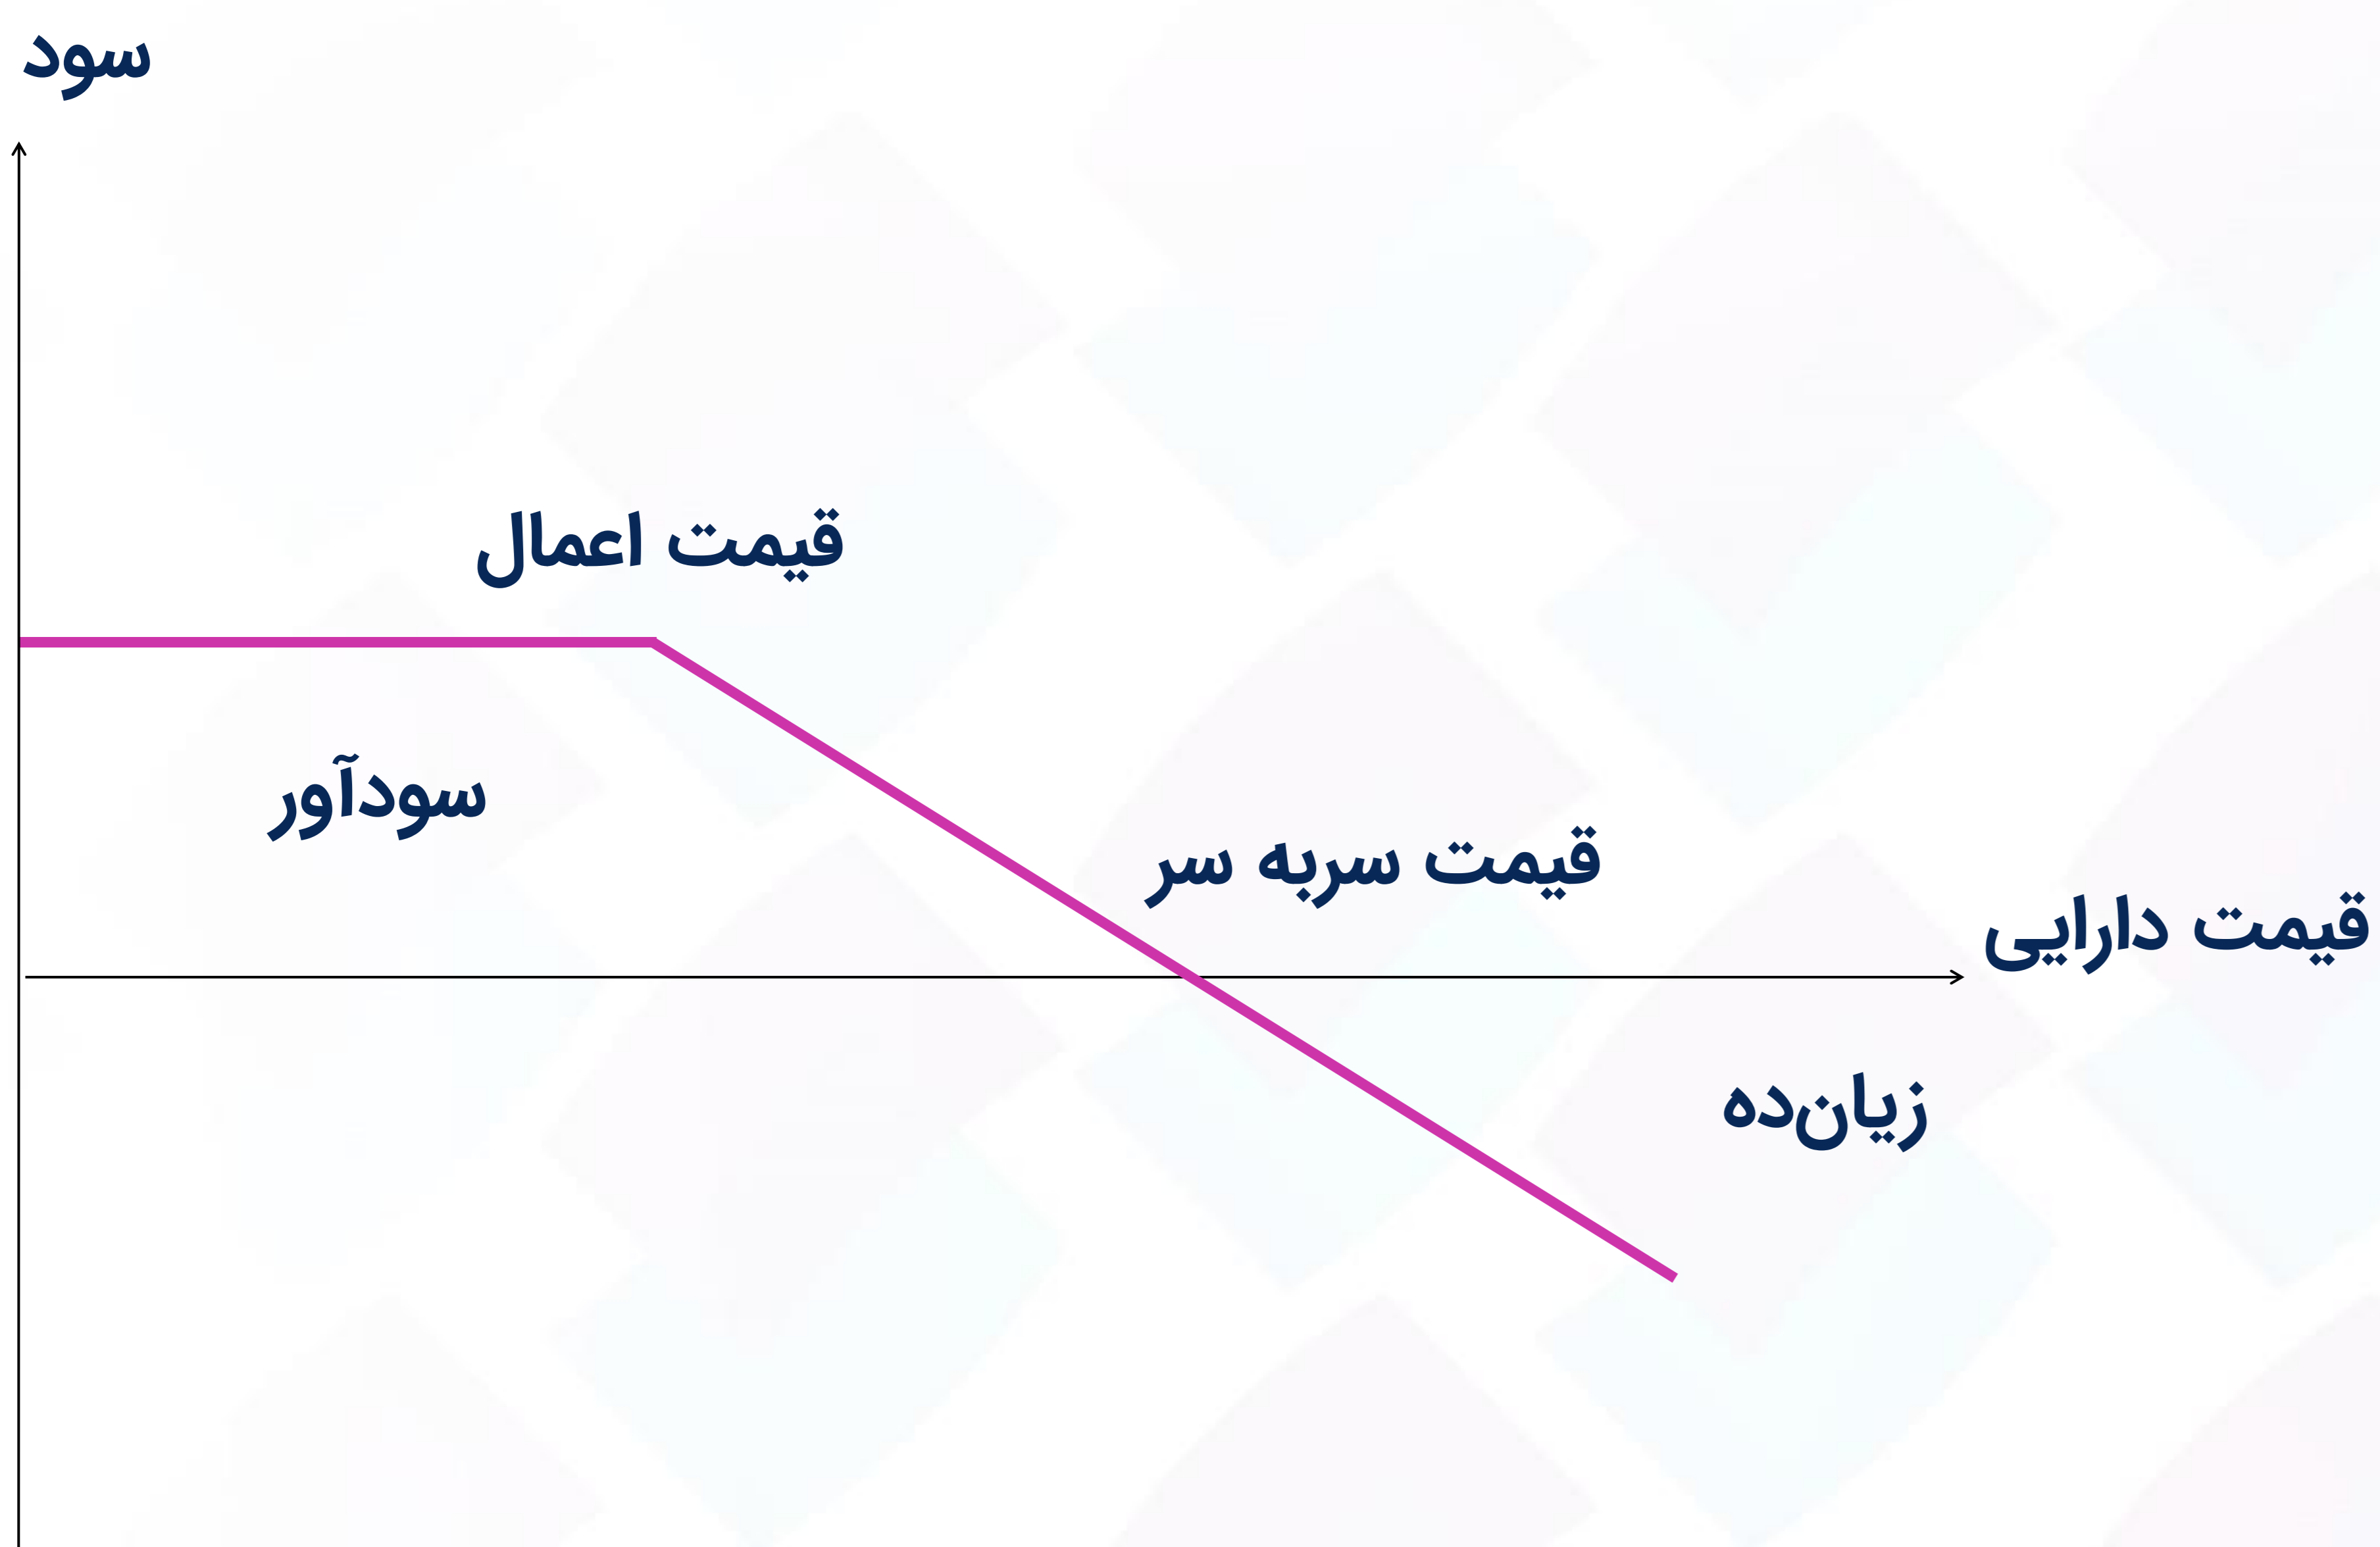 سود
قیمت اعمال
سودآور
قیمت سربه سر
قیمت دارایی
زیان‌ده